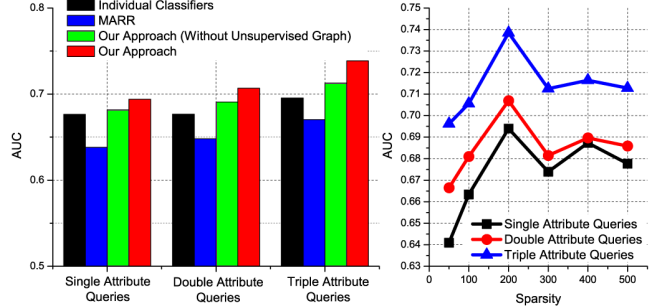 Individual Classifiers
MARR
Our Approach (Without Unsupervised Graph)
Our Approach
0.8
0.7
0.6
0.5
AUC
Single Attribute
Queries
Double Attribute
Queries
Triple Attribute
Queries
0.75
0.74
0.73
0.72
0.71
0.70
0.69
0.68
0.67
0.66
0.65
0.64
0.63
AUC
Single Attribute Queries
Double Attribute Queries
Triple Attribute Queries
0 100 200 300 400 500
Sparsity